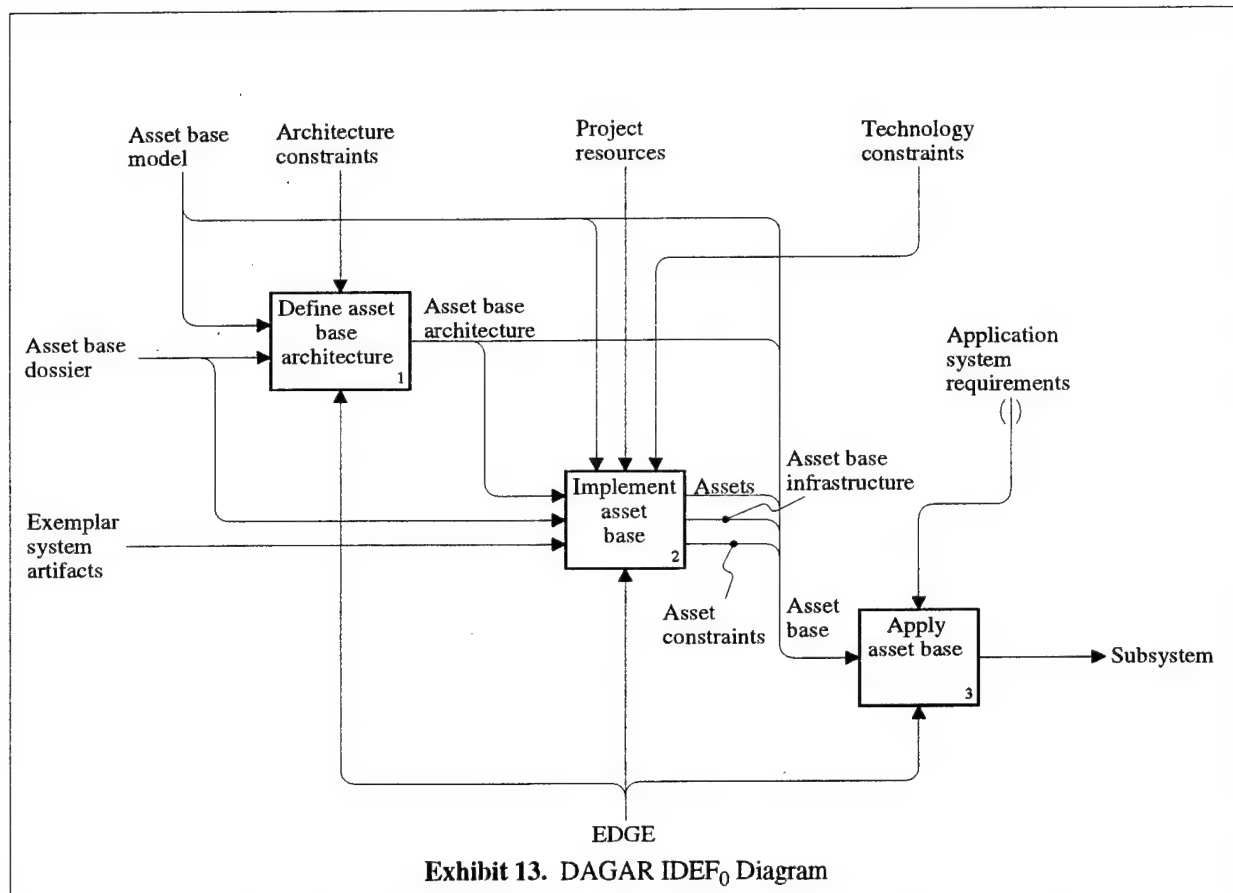 Asset base
model
Architecture
constraints
Project
resources
Technology
constraints
Define asset
base
architecture
1
Asset base
architecture
Asset base
dossier
Application
system
requirements
( )
Implement
asset
base
2
Assets
Asset base
infrastructure
Exemplar
system
artifacts
Asset
constraints
Asset
base
Apply
asset base
3
Subsystem
EDGE
Exhibit 13. DAGAR IDEF0 Diagram